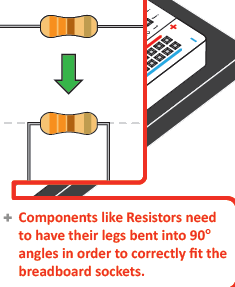 + Components like Resistors need
to have their legs bent into 90° 
angles in order to correctly fit the
breadboard sockets.